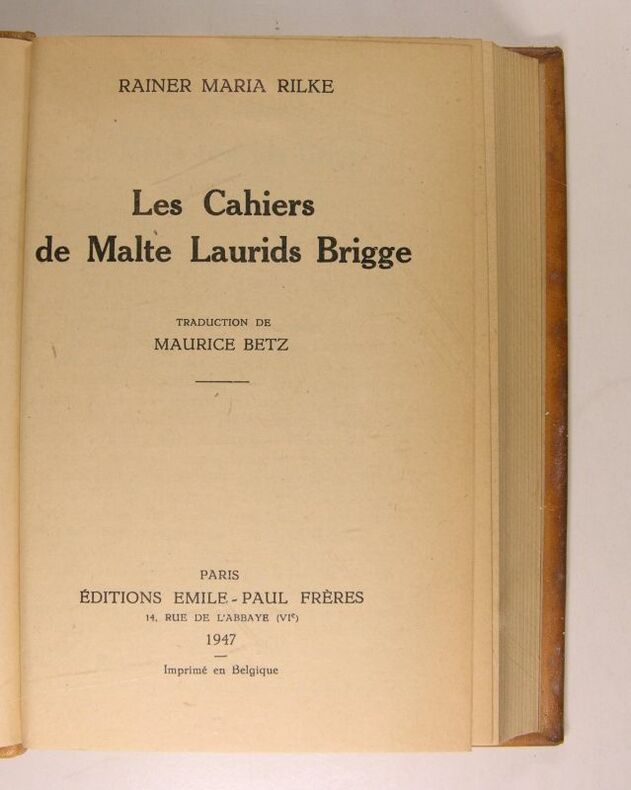 RAINER MARIA RILKE
Les Cahiers
de Malte Laurids Brigge
TRADUCTION DE
MAURICE BETZ
PARIS
ÉDITIONS EMILE-PAUL FRÈRES
14, RUE DE L'ABBAYE (VIᵉ)
1947
Imprimé en Belgique